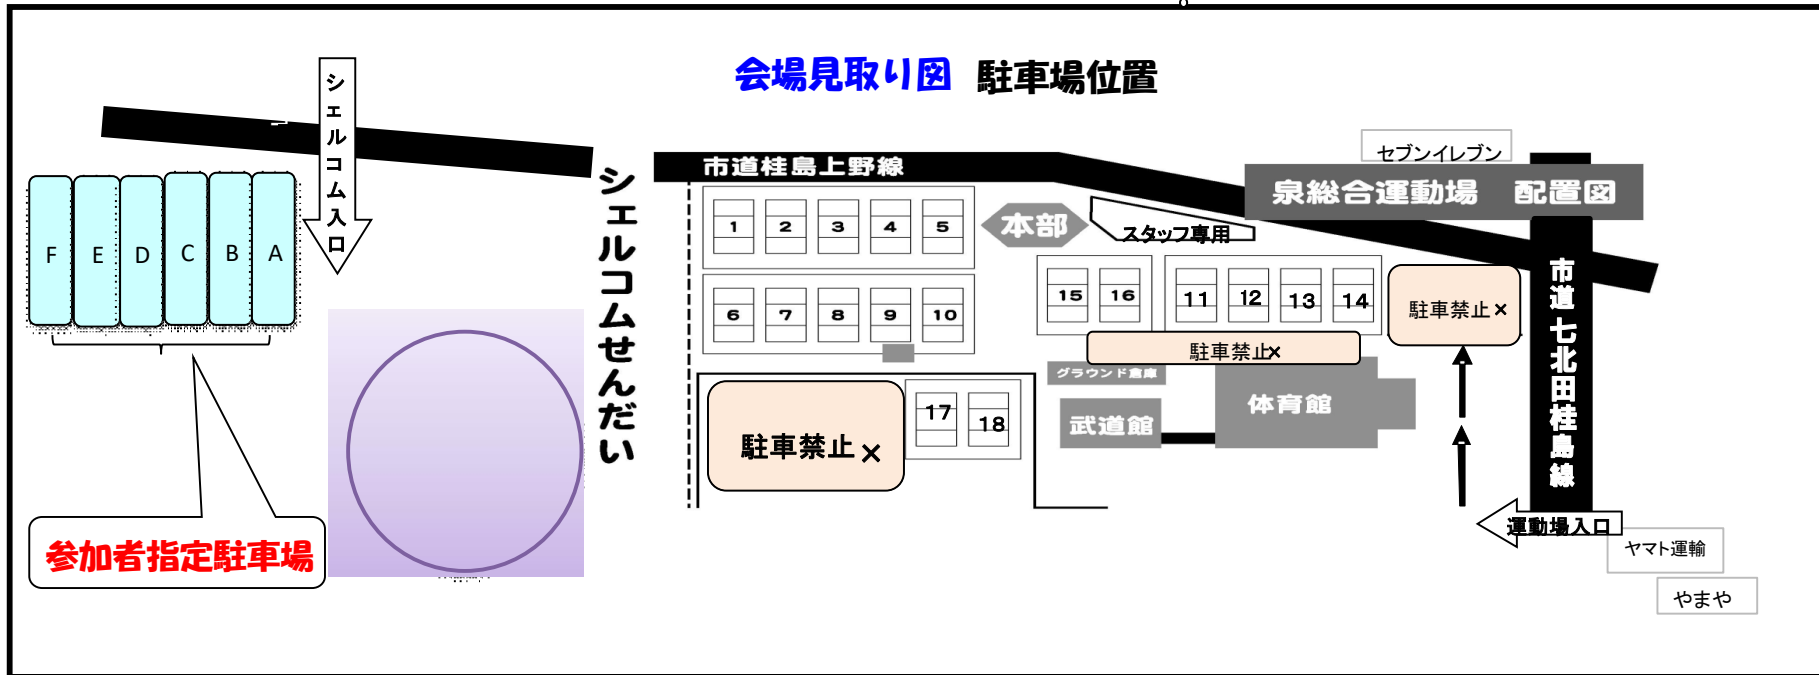 会場見取り図 駐車場位置
シェルコム入口
F E D C B A
参加者指定駐車場
シェルコムせんだい
市道桂島上野線
1 2 3 4 5
6 7 8 9 10
本部
スタッフ専用
15 16 11 12 13 14
駐車禁止×
駐車禁止×
グラウンド倉庫
武道館
体育館
17 18
駐車禁止×
セブンイレブン
泉総合運動場 配置図
市道七北田桂島線
運動場入口
ヤマト運輸
やまや